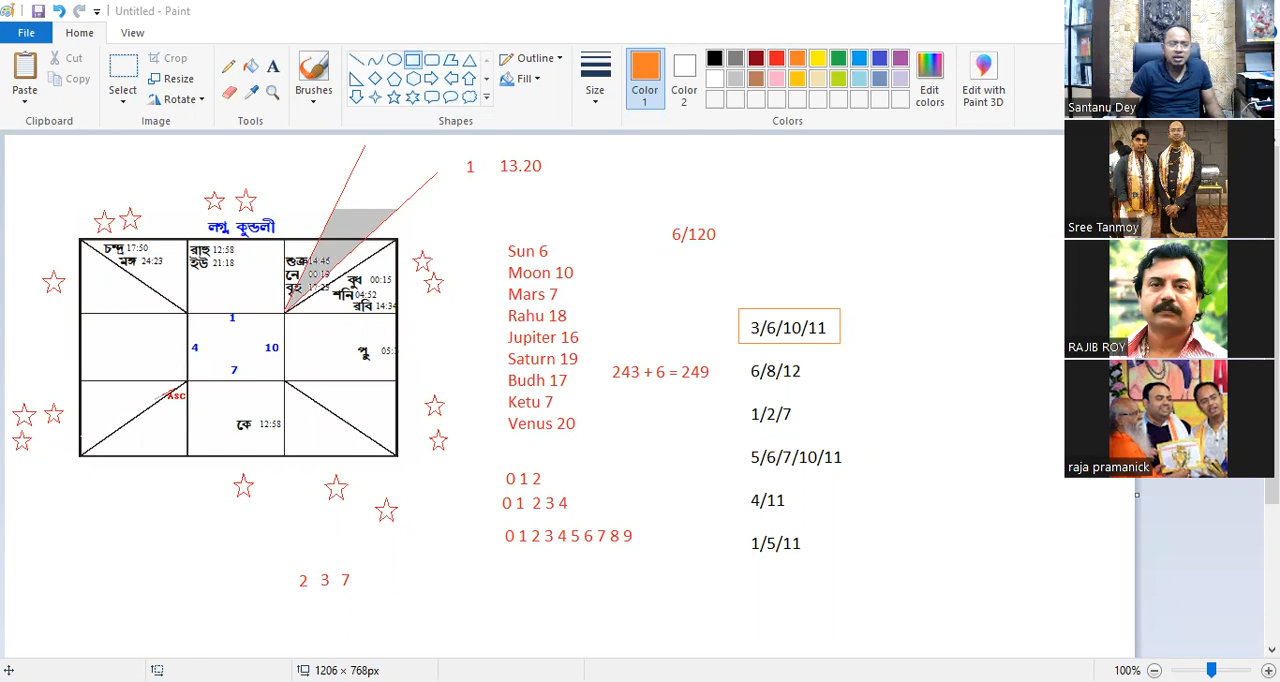 Untitled - Paint
File
Home
View
Paste
Cut
Copy
Clipboard
Select
Crop
Resize
Rotate
Image
Tools
Brushes
Shapes
Outline
Fill
Size
Color 1
Color 2
Edit colors
Edit with Paint 3D
Colors
Santanu Dey
Sree Tanmoy
RAJIB ROY
raja pramanick
1 13.20
লগ্ন কুন্ডলী
চন্দ্র 17:50
মঙ্গ 24:23
রাহু 12:58
ইউ 21:18
শুক্র 14:46
নে 00:19
বৃহ 17:23
বুধ 00:15
শনি 04:52
রবি 14:34
1
4 10
7
প্লু 05:1
Asc
কে 12:58
6/120
Sun 6
Moon 10
Mars 7
Rahu 18
Jupiter 16
Saturn 19
Budh 17
Ketu 7
Venus 20
243 + 6 = 249
3/6/10/11
6/8/12
1/2/7
5/6/7/10/11
4/11
1/5/11
0 1 2
0 1 2 3 4
0 1 2 3 4 5 6 7 8 9
2 3 7
1206 × 768px
100%